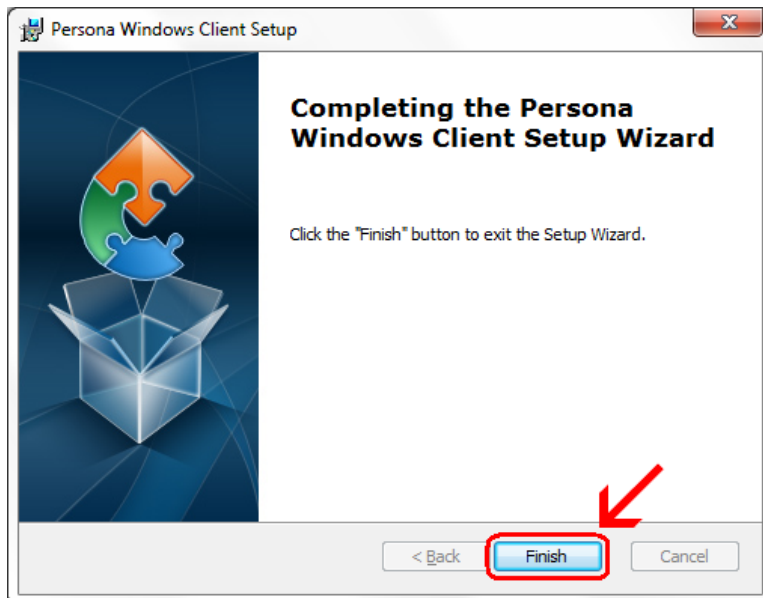 Persona Windows Client Setup
Completing the Persona
Windows Client Setup Wizard
Click the "Finish" button to exit the Setup Wizard.
< Back
Finish
Cancel